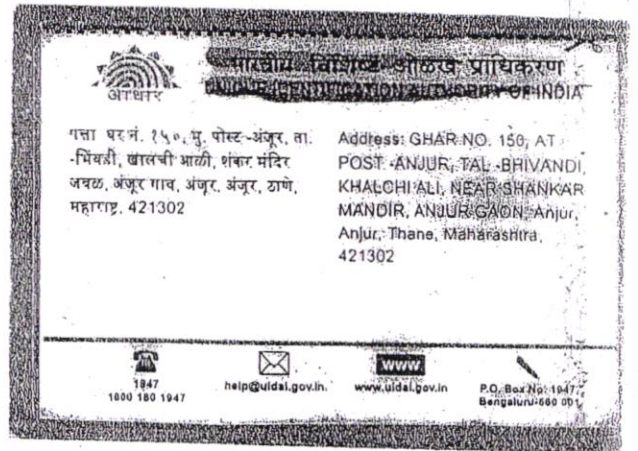 आधार
भारतीय विशिष्ट ओळख प्राधिकरण
UNIQUE IDENTIFICATION AUTHORITY OF INDIA
पत्ता घर नं. १५०, मु. पोस्ट -अंजूर, ता.
-भिवंडी, खालची आळी, शंकर मंदिर
जवळ, अंजूर गाव, अंजूर, अंजूर, ठाणे,
महाराष्ट्र, 421302
Address: GHAR NO. 150, AT
POST -ANJUR, TAL -BHIVANDI,
KHALCHI ALI, NEAR SHANKAR
MANDIR, ANJUR GAON, Anjur,
Anjur, Thane, Maharashtra,
421302
1947
1800 180 1947
help@uidai.gov.in
www
www.uidai.gov.in
P.O. Box No. 1947,
Bengaluru-560 001